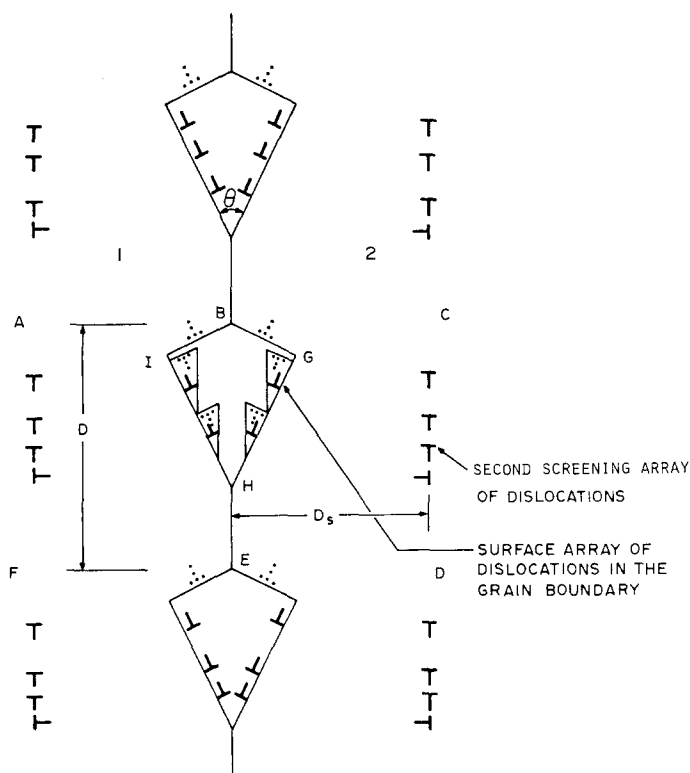 θ
1
2
B
A
C
I
G
D
H
SECOND SCREENING ARRAY
OF DISLOCATIONS
Ds
E
F
D
SURFACE ARRAY OF
DISLOCATIONS IN THE
GRAIN BOUNDARY